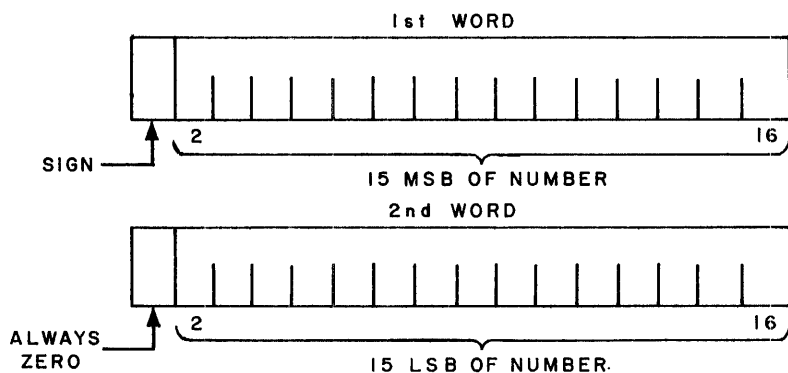 1st WORD
2 16
SIGN
15 MSB OF NUMBER
2nd WORD
2 16
ALWAYS
ZERO
15 LSB OF NUMBER.